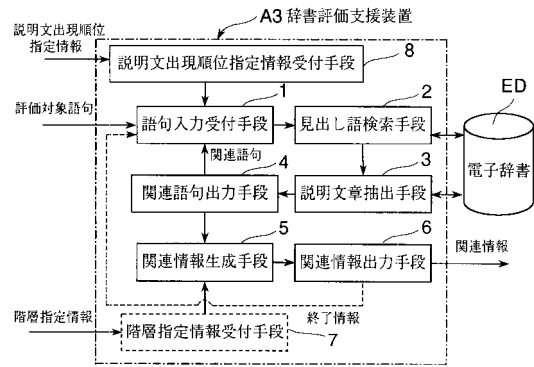 A3 辞書評価支援装置
説明文出現順位
指定情報
説明文出現順位指定情報受付手段
8
1
2
ED
評価対象語句
語句入力受付手段
見出し語検索手段
関連語句
4
3
電子辞書
関連語句出力手段
説明文章抽出手段
5
6
関連情報
関連情報生成手段
関連情報出力手段
階層指定情報
終了情報
階層指定情報受付手段
7